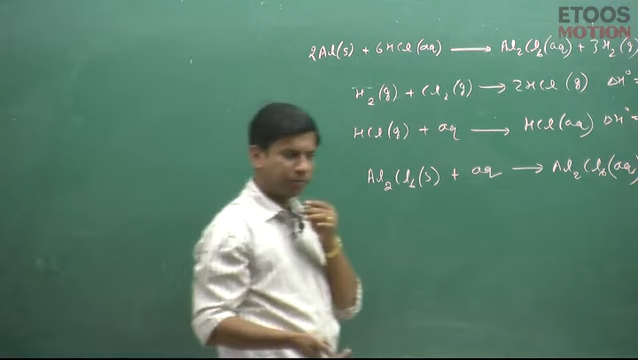 ETOOS
MOTION
2Al(s) + 6HCl(aq) ⟶ Al₂Cl₆(aq) + 3H₂(g)
H₂(g) + Cl₂(g) ⟶ 2HCl(g) ΔH°=
HCl(g) + aq ⟶ HCl(aq) ΔH°=
Al₂Cl₆(s) + aq ⟶ Al₂Cl₆(aq)